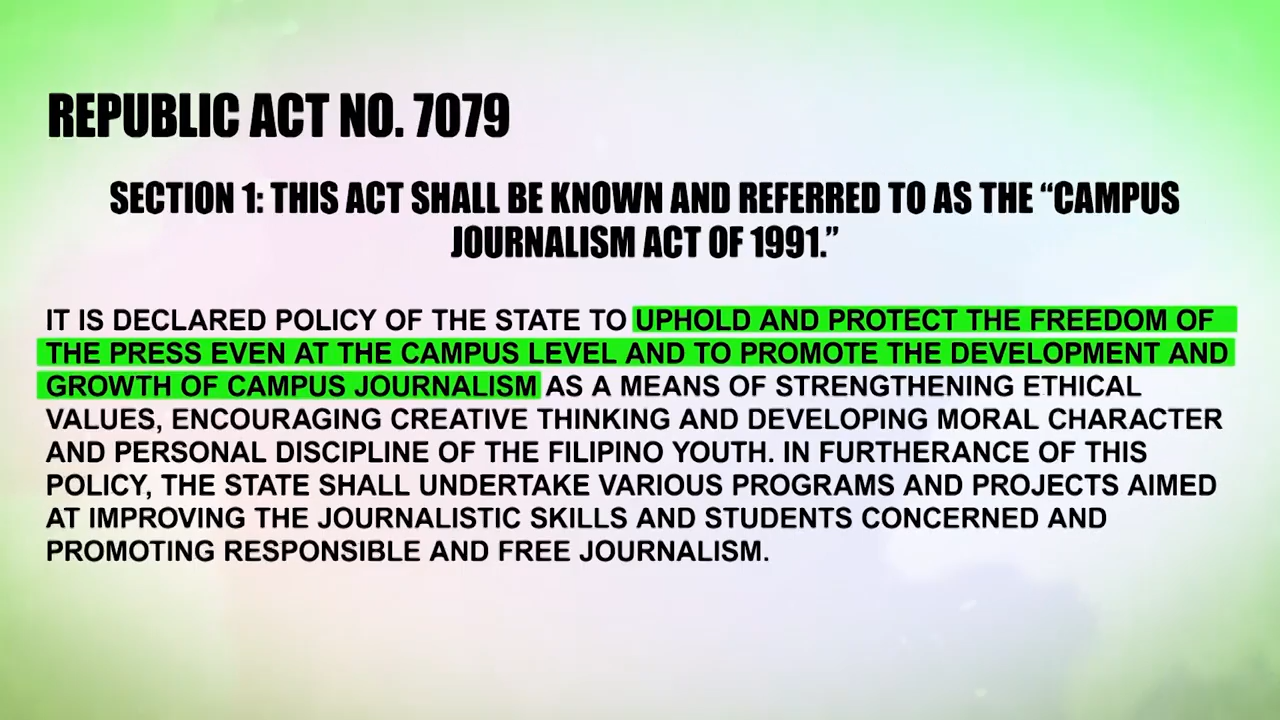 REPUBLIC ACT NO. 7079
SECTION 1: THIS ACT SHALL BE KNOWN AND REFERRED TO AS THE “CAMPUS
JOURNALISM ACT OF 1991.”
IT IS DECLARED POLICY OF THE STATE TO UPHOLD AND PROTECT THE FREEDOM OF
THE PRESS EVEN AT THE CAMPUS LEVEL AND TO PROMOTE THE DEVELOPMENT AND
GROWTH OF CAMPUS JOURNALISM AS A MEANS OF STRENGTHENING ETHICAL
VALUES, ENCOURAGING CREATIVE THINKING AND DEVELOPING MORAL CHARACTER
AND PERSONAL DISCIPLINE OF THE FILIPINO YOUTH. IN FURTHERANCE OF THIS
POLICY, THE STATE SHALL UNDERTAKE VARIOUS PROGRAMS AND PROJECTS AIMED
AT IMPROVING THE JOURNALISTIC SKILLS AND STUDENTS CONCERNED AND
PROMOTING RESPONSIBLE AND FREE JOURNALISM.